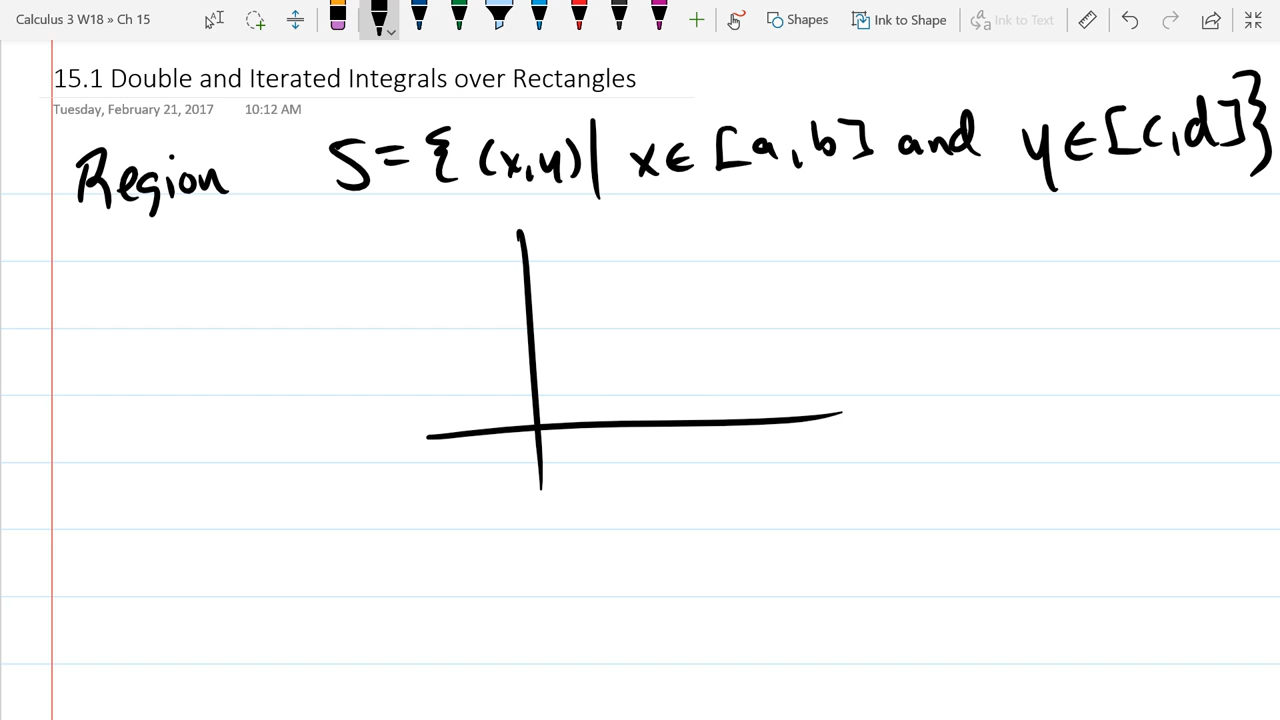 Calculus 3 W18 » Ch 15
Shapes
Ink to Shape
Ink to Text
15.1 Double and Iterated Integrals over Rectangles
Tuesday, February 21, 2017 10:12 AM
Region S = { (x,y) | x ∈ [a,b] and y ∈ [c,d] }